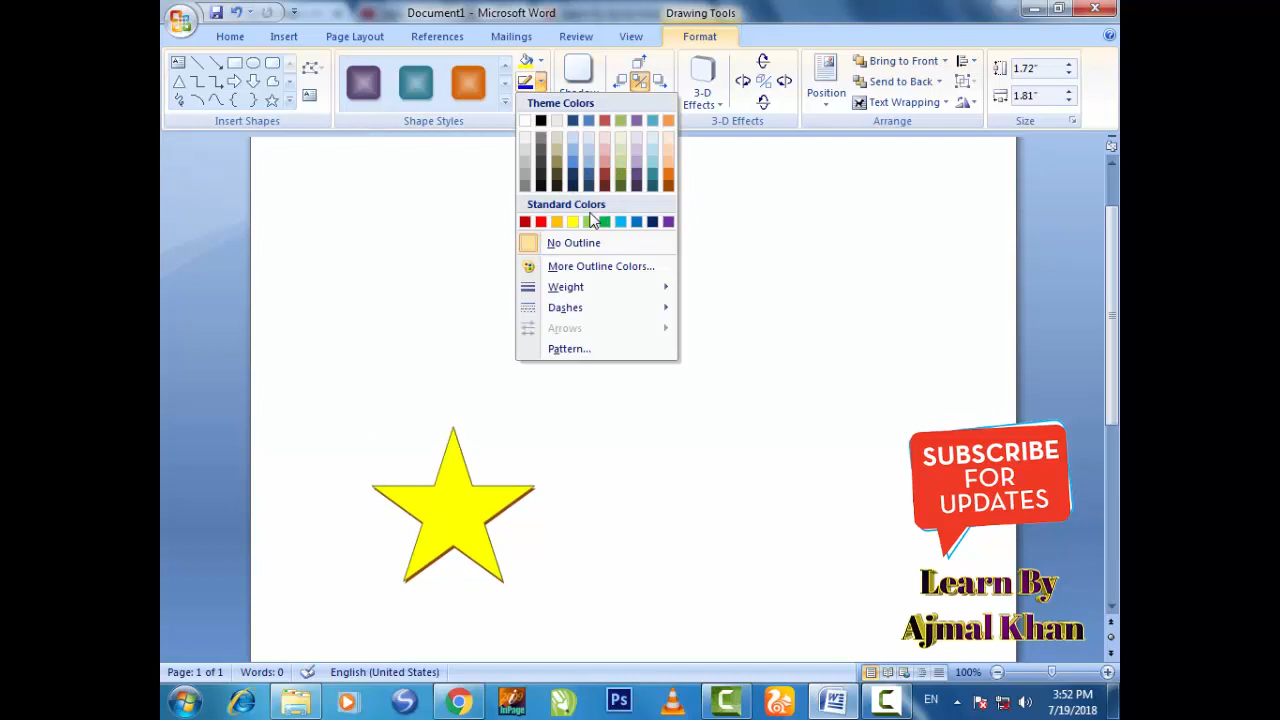 Document1 - Microsoft Word
Drawing Tools
Home
Insert
Page Layout
References
Mailings
Review
View
Format
Bring to Front
1.72"
3-D
Effects
Position
Send to Back
Text Wrapping
1.81"
Insert Shapes
Shape Styles
3-D Effects
Arrange
Size
Theme Colors
Standard Colors
No Outline
More Outline Colors...
Weight
Dashes
Arrows
Pattern...
SUBSCRIBE
FOR
UPDATES
Learn By
Ajmal Khan
Page: 1 of 1
Words: 0
English (United States)
100%
InPage
Ps
EN
3:52 PM
7/19/2018